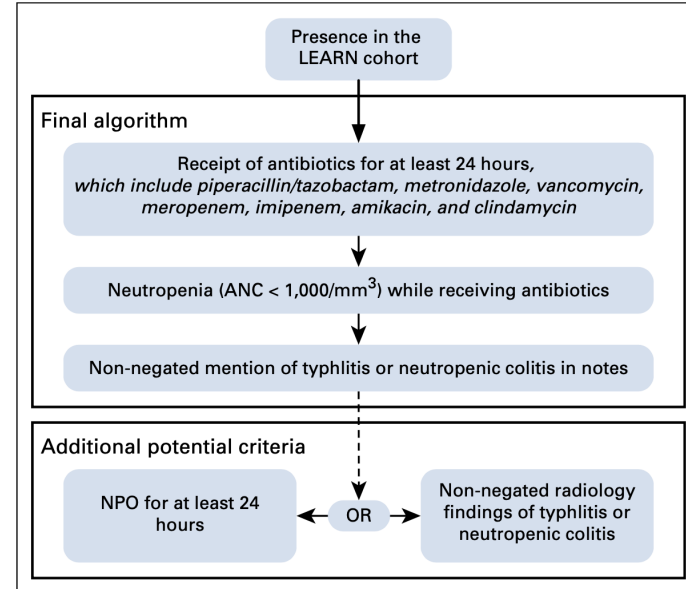 Presence in the
LEARN cohort
Final algorithm
Receipt of antibiotics for at least 24 hours,
which include piperacillin/tazobactam, metronidazole, vancomycin,
meropenem, imipenem, amikacin, and clindamycin
Neutropenia (ANC < 1,000/mm³) while receiving antibiotics
Non-negated mention of typhlitis or neutropenic colitis in notes
Additional potential criteria
NPO for at least 24
hours
OR
Non-negated radiology
findings of typhlitis or
neutropenic colitis